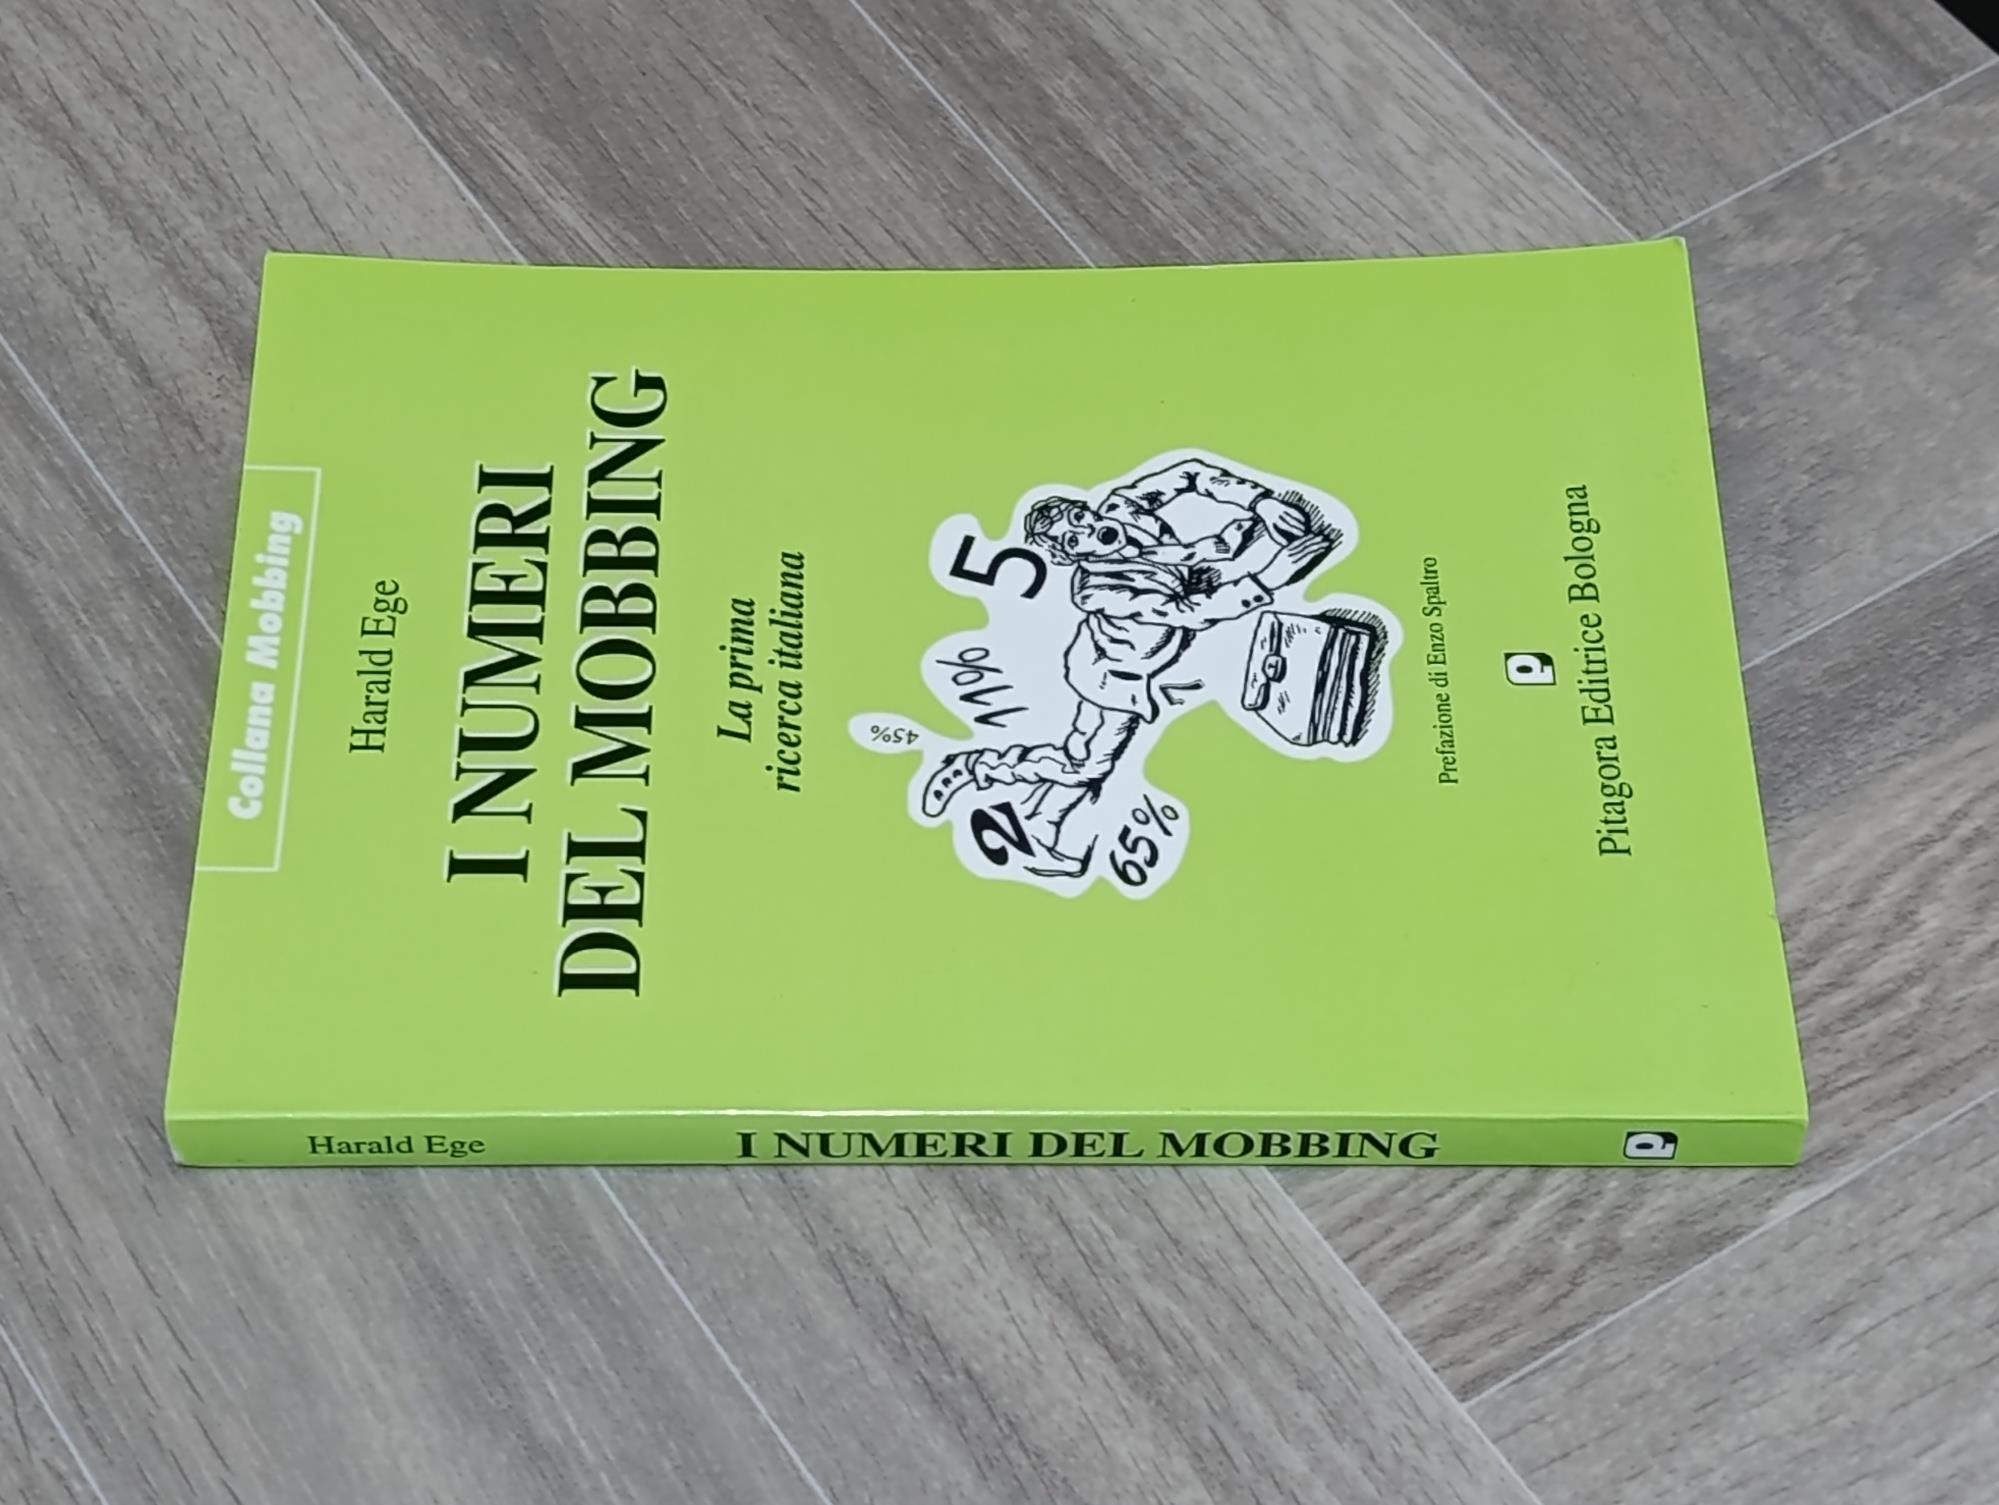 Collana Mobbing
Harald Ege
I NUMERI
DEL MOBBING
La prima
ricerca italiana
45%
11%
5
2
7
65%
Prefazione di Enzo Spaltro
Pitagora Editrice Bologna
Harald Ege
I NUMERI DEL MOBBING